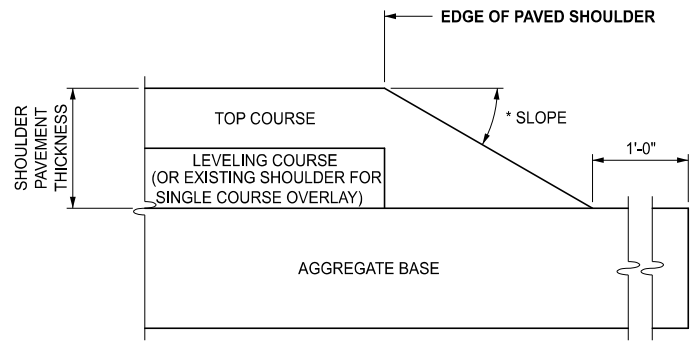 EDGE OF PAVED SHOULDER
SHOULDER
PAVEMENT
THICKNESS
TOP COURSE
* SLOPE
1'-0"
LEVELING COURSE
(OR EXISTING SHOULDER FOR
SINGLE COURSE OVERLAY)
AGGREGATE BASE